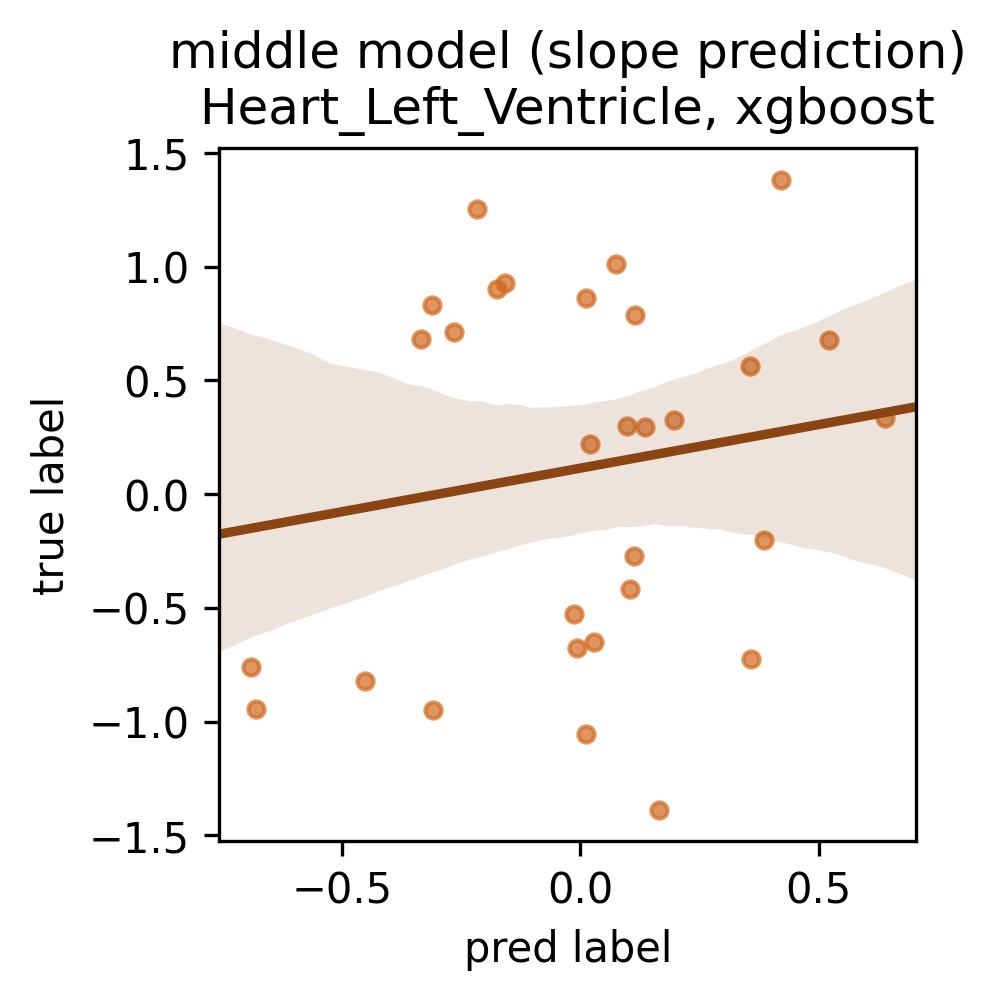 middle model (slope prediction)
Heart_Left_Ventricle, xgboost
1.5
1.0
0.5
0.0
−0.5
−1.0
−1.5
true label
−0.5
0.0
0.5
pred label